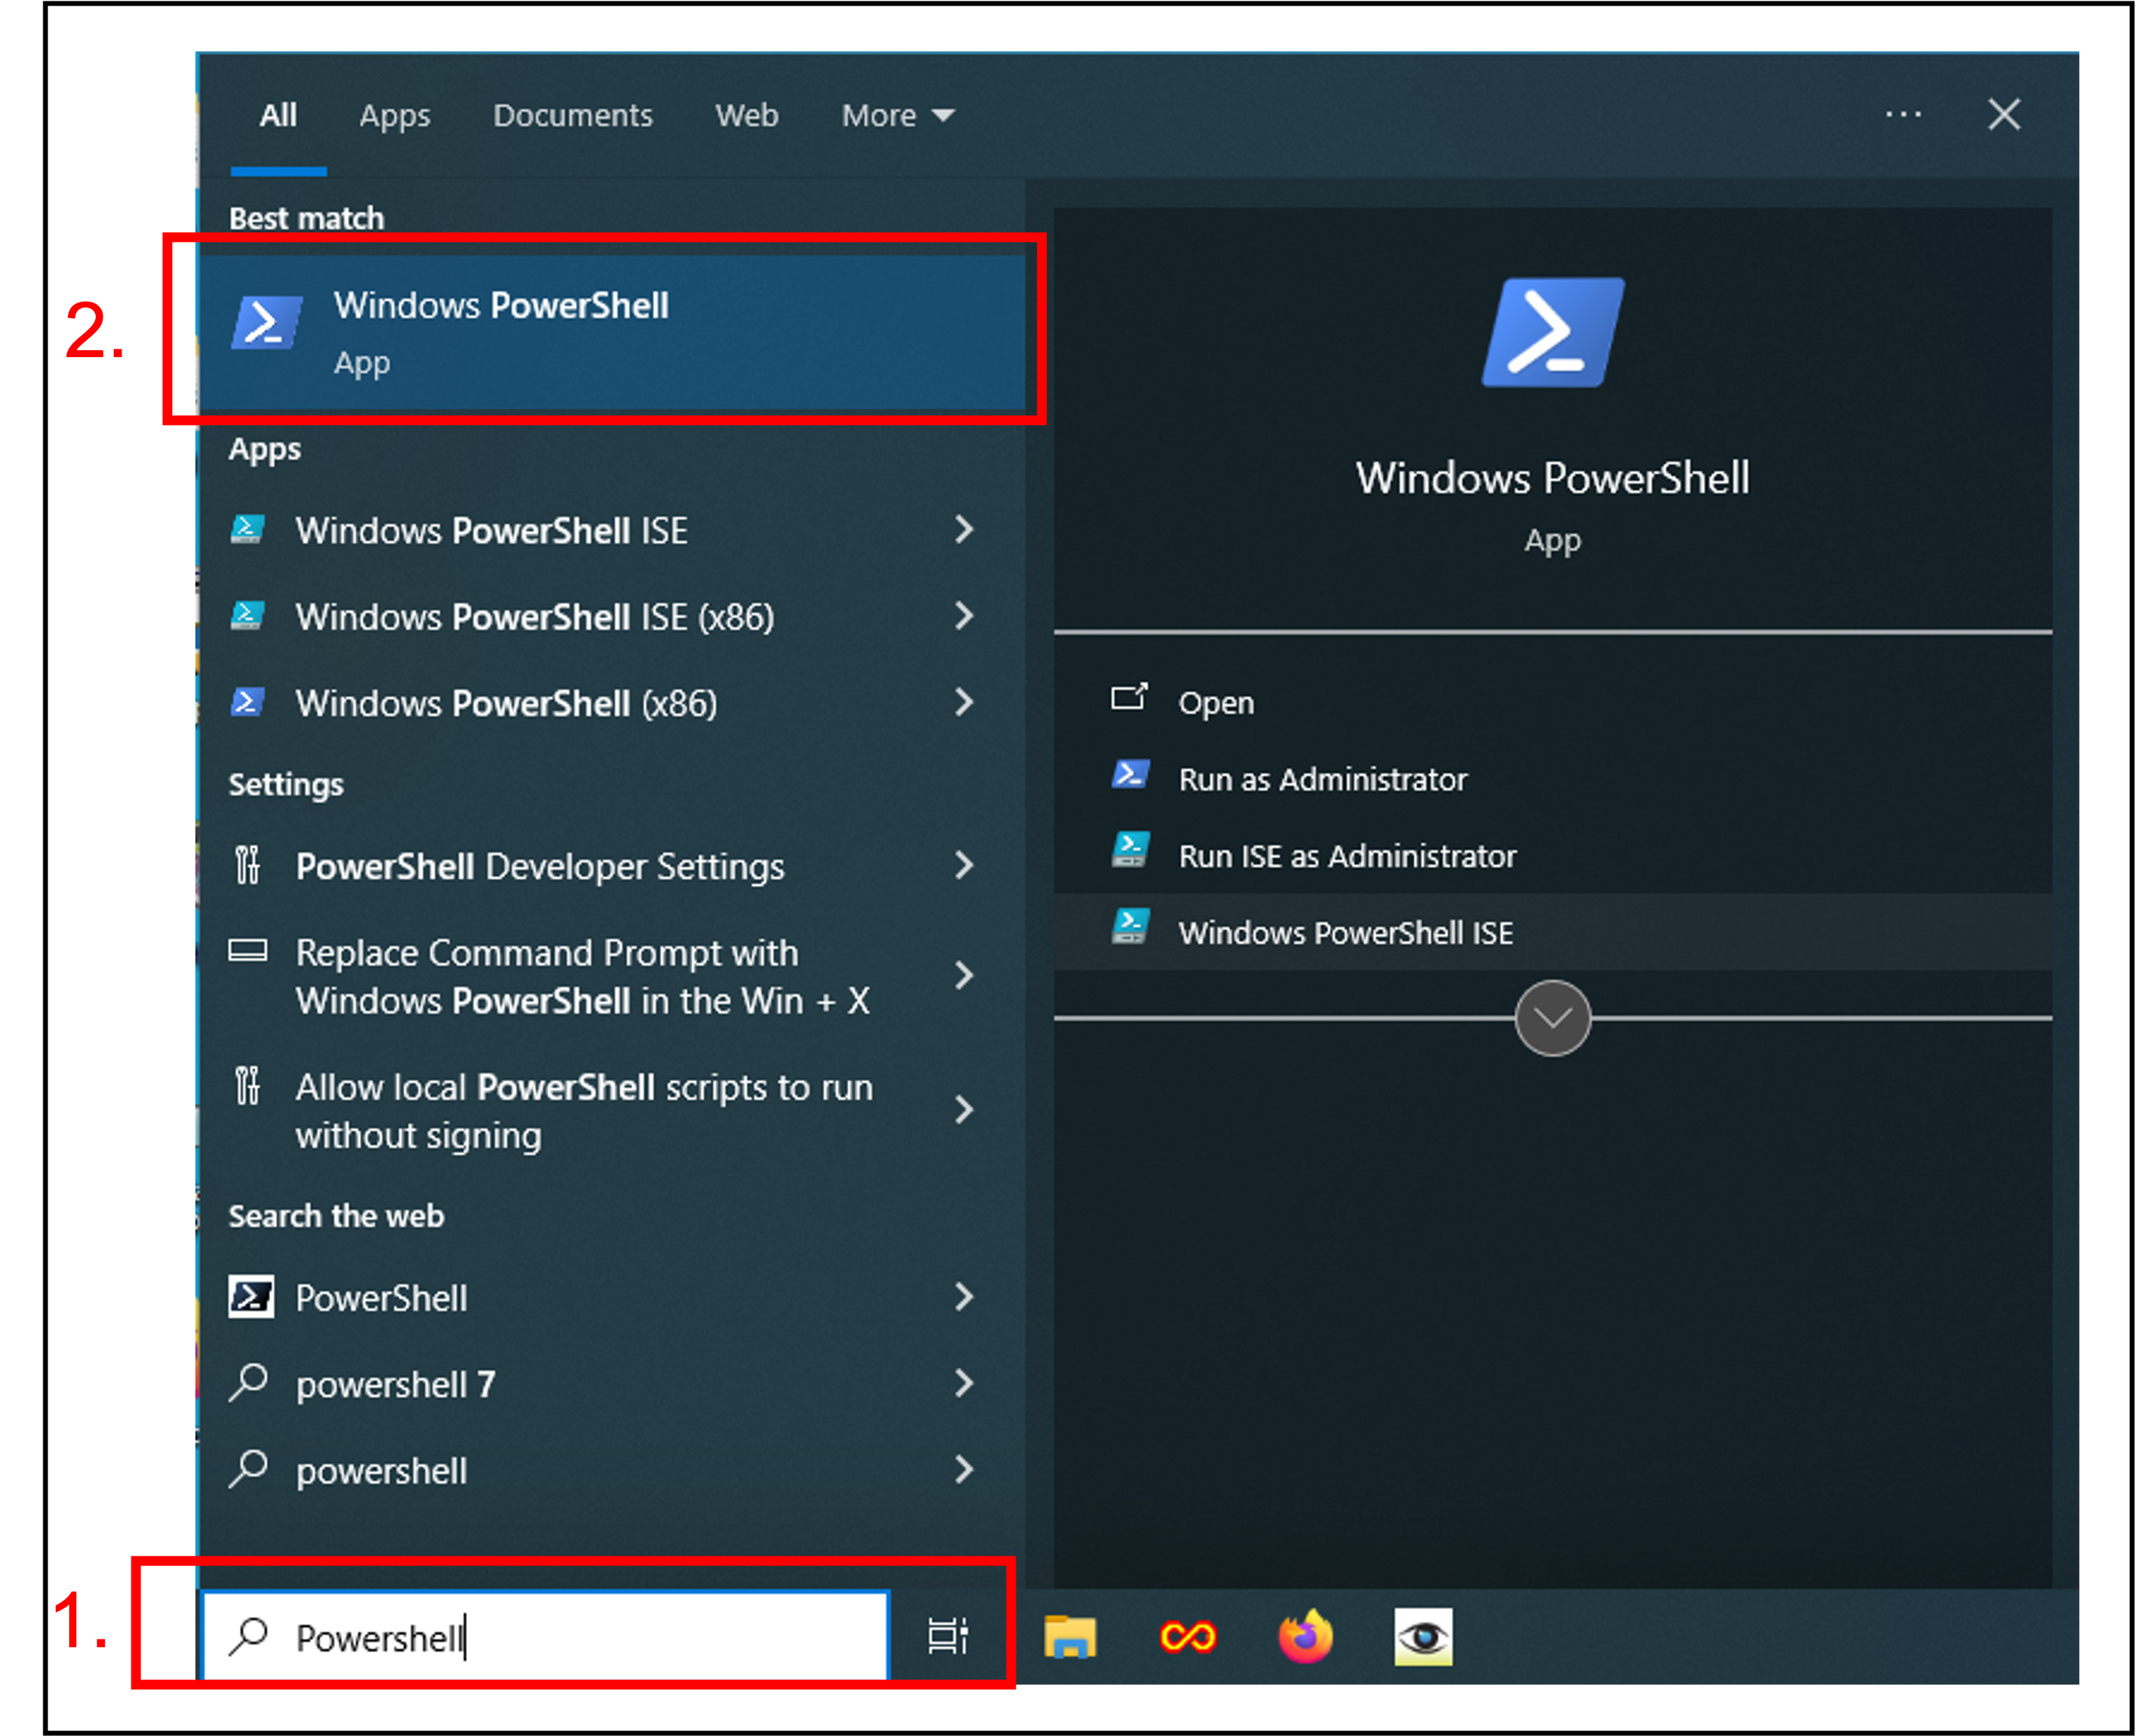 All Apps Documents Web More
Best match
2.
Windows PowerShell
App
Apps
Windows PowerShell ISE
Windows PowerShell ISE (x86)
Windows PowerShell (x86)
Settings
PowerShell Developer Settings
Replace Command Prompt with
Windows PowerShell in the Win + X
Allow local PowerShell scripts to run
without signing
Search the web
PowerShell
powershell 7
powershell
Windows PowerShell
App
Open
Run as Administrator
Run ISE as Administrator
Windows PowerShell ISE
1.
Powershell